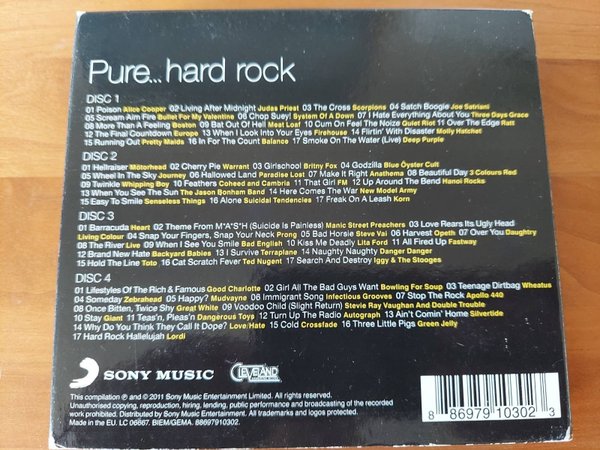 Pure... hard rock
DISC 1
01 Poison Alice Cooper 02 Living After Midnight Judas Priest 03 The Cross Scorpions 04 Satch Boogie Joe Satriani
05 Scream Aim Fire Bullet For My Valentine 06 Chop Suey! System Of A Down 07 I Hate Everything About You Three Days Grace
08 More Than A Feeling Boston 09 Bat Out Of Hell Meat Loaf 10 Cum On Feel The Noize Quiet Riot 11 Over The Edge Ratt
12 The Final Countdown Europe 13 When I Look Into Your Eyes Firehouse 14 Flirtin' With Disaster Molly Hatchet
15 Running Out Pretty Maids 16 In For The Count Balance 17 Smoke On The Water (Live) Deep Purple
DISC 2
01 Hellraiser Motörhead 02 Cherry Pie Warrant 03 Girlschool Britny Fox 04 Godzilla Blue Öyster Cult
05 Wheel In The Sky Journey 06 Hallowed Land Paradise Lost 07 Make It Right Anathema 08 Beautiful Day 3 Colours Red
09 Twinkle Whipping Boy 10 Feathers Coheed and Cambria 11 That Girl FM 12 Up Around The Bend Hanoi Rocks
13 When You See The Sun The Jason Bonham Band 14 Here Comes The War New Model Army
15 Easy To Smile Senseless Things 16 Alone Suicidal Tendencies 17 Freak On A Leash Korn
DISC 3
01 Barracuda Heart 02 Theme From M*A*S*H (Suicide Is Painless) Manic Street Preachers 03 Love Rears Its Ugly Head
Living Colour 04 Snap Your Fingers, Snap Your Neck Prong 05 Bad Horsie Steve Vai 06 Harvest Opeth 07 Over You Daughtry
08 The River Live 09 When I See You Smile Bad English 10 Kiss Me Deadly Lita Ford 11 All Fired Up Fastway
12 Brand New Hate Backyard Babies 13 I Survive Terraplane 14 Naughty Naughty Danger Danger
15 Hold The Line Toto 16 Cat Scratch Fever Ted Nugent 17 Search And Destroy Iggy & The Stooges
DISC 4
01 Lifestyles Of The Rich & Famous Good Charlotte 02 Girl All The Bad Guys Want Bowling For Soup 03 Teenage Dirtbag Wheatus
04 Someday Zebrahead 05 Happy? Mudvayne 06 Immigrant Song Infectious Grooves 07 Stop The Rock Apollo 440
08 Once Bitten, Twice Shy Great White 09 Voodoo Child (Slight Return) Stevie Ray Vaughan And Double Trouble
10 Stay Giant 11 Teas'n, Pleas'n Dangerous Toys 12 Turn Up The Radio Autograph 13 Ain't Comin' Home Silvertide
14 Why Do You Think They Call It Dope? Love/Hate 15 Cold Crossfade 16 Three Little Pigs Green Jelly
17 Hard Rock Hallelujah Lordi
SONY MUSIC
CLEVELAND
This compilation ℗ and © 2011 Sony Music Entertainment Limited. All rights reserved.
Unauthorised copying, reproduction, hiring, lending, public performance and broadcasting of the recorded
work prohibited. Distributed by Sony Music Entertainment. All trademarks and logos protected.
Made in the EU. LC 06667. BIEM/GEMA. 88697910302.
8 86979 10302 3